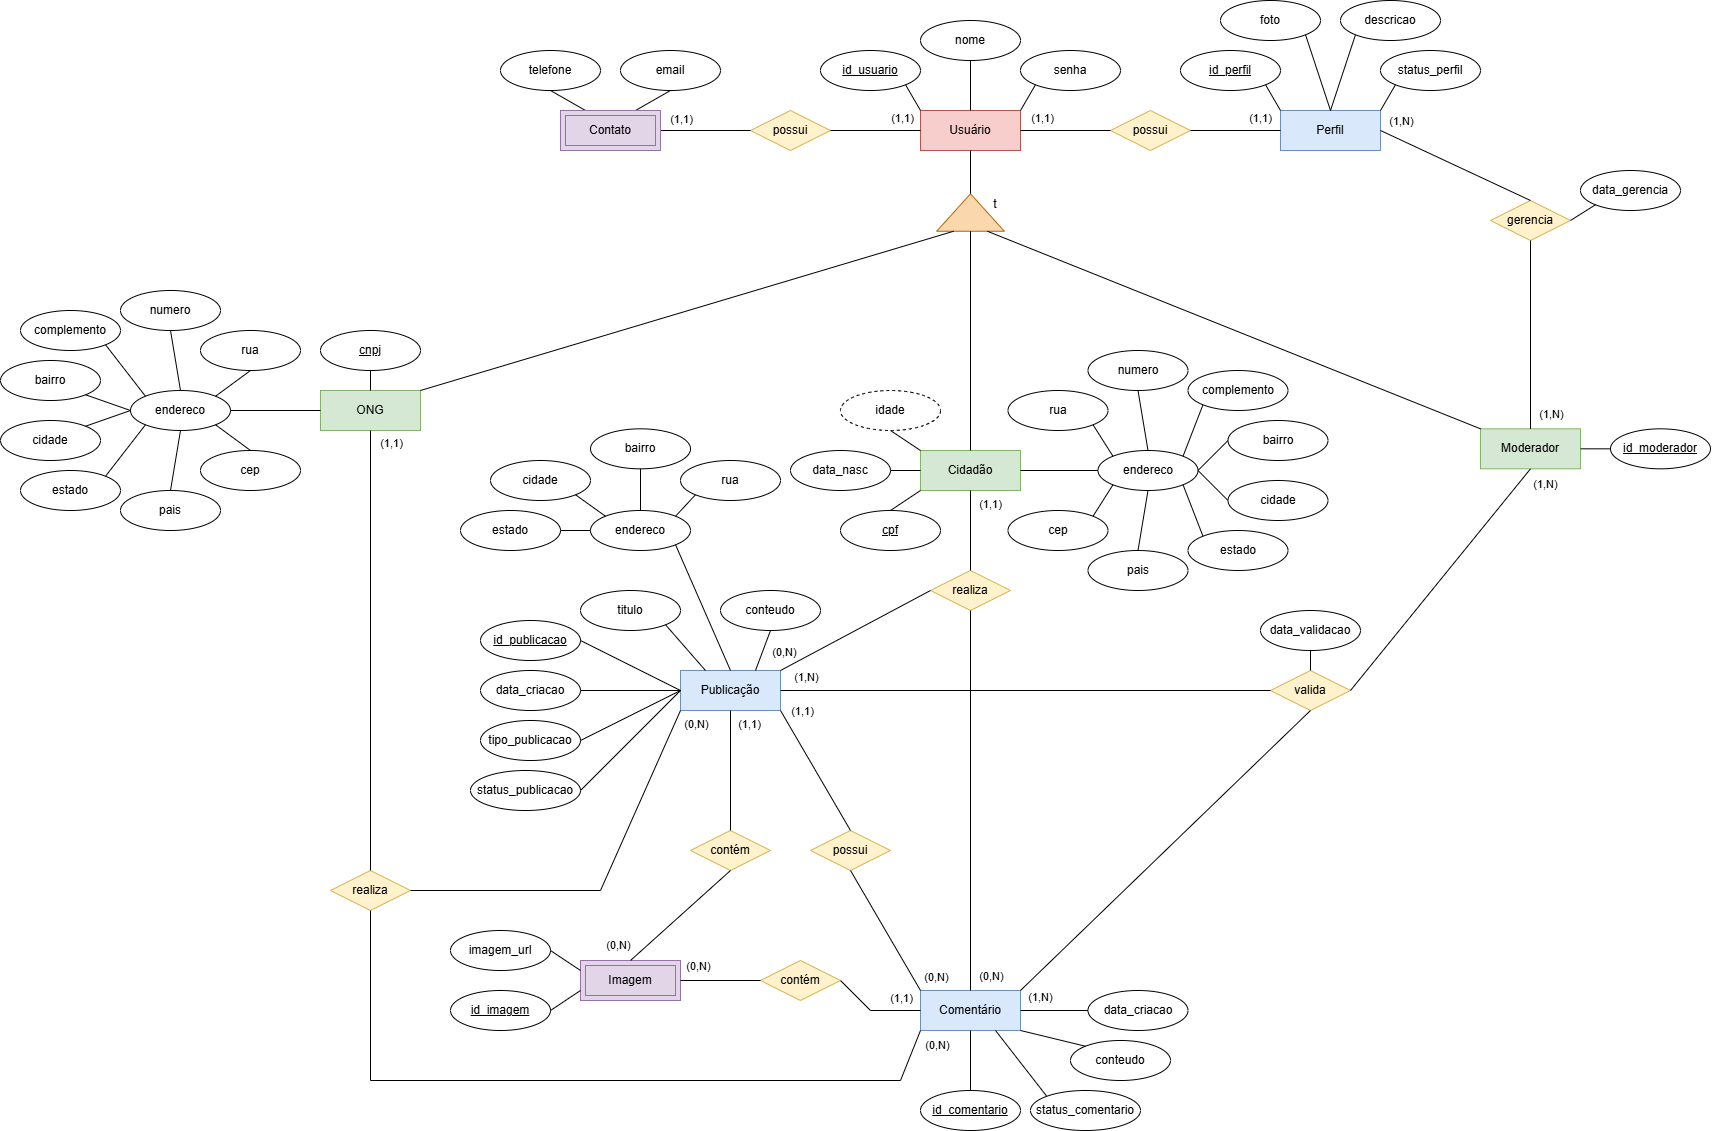 foto
descricao
nome
telefone
email
id_usuario
senha
id_perfil
status_perfil
Contato
(1,1)
possui
(1,1)
Usuário
(1,1)
possui
(1,1)
Perfil
(1,N)
data_gerencia
t
gerencia
numero
complemento
rua
cnpj
bairro
endereco
ONG
cidade
(1,1)
estado
cep
pais
numero
complemento
idade
rua
bairro
(1,N)
data_nasc
Cidadão
endereco
Moderador
id_moderador
(1,N)
cpf
(1,1)
cep
cidade
estado
pais
bairro
cidade
rua
estado
endereco
realiza
titulo
conteudo
id_publicacao
(0,N)
data_validacao
data_criacao
Publicação
(1,N)
valida
(0,N)
(1,1)
(1,1)
tipo_publicacao
status_publicacao
contém
possui
realiza
imagem_url
(0,N)
Imagem
(0,N)
contém
id_imagem
(0,N)
(0,N)
(1,1)
(1,N)
Comentário
data_criacao
(0,N)
conteudo
id_comentario
status_comentario